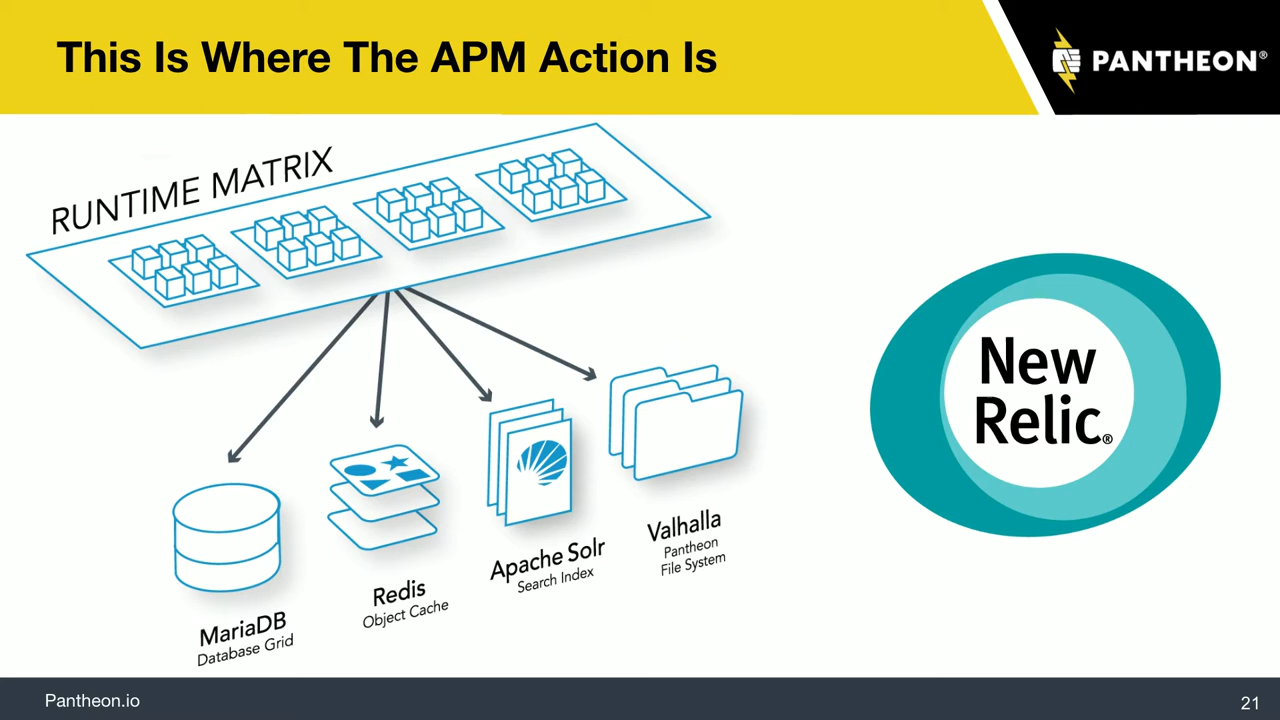 This Is Where The APM Action Is
PANTHEON®
RUNTIME MATRIX
New
Relic®
MariaDB
Database Grid
Redis
Object Cache
Apache Solr
Search Index
Valhalla
Pantheon
File System
Pantheon.io
21